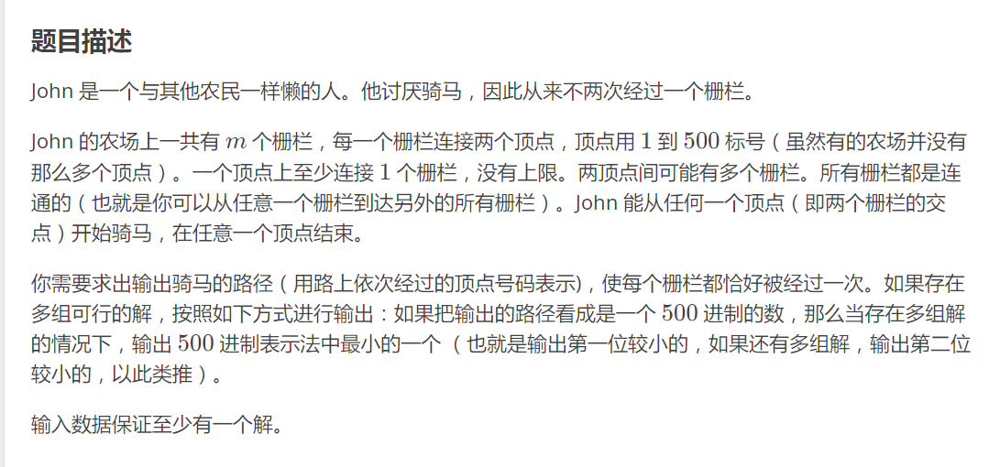 题目描述
John 是一个与其他农民一样懒的人。他讨厌骑马，因此从来不两次经过一个栅栏。
John 的农场上一共有 m 个栅栏，每一个栅栏连接两个顶点，顶点用 1 到 500 标号（虽然有的农场并没有
那么多个顶点）。一个顶点上至少连接 1 个栅栏，没有上限。两顶点间可能有多个栅栏。所有栅栏都是连
通的（也就是你可以从任意一个栅栏到达另外的所有栅栏）。John 能从任何一个顶点（即两个栅栏的交
点）开始骑马，在任意一个顶点结束。
你需要求出输出骑马的路径（用路上依次经过的顶点号码表示)，使每个栅栏都恰好被经过一次。如果存在
多组可行的解，按照如下方式进行输出：如果把输出的路径看成是一个 500 进制的数，那么当存在多组解
的情况下，输出 500 进制表示法中最小的一个 （也就是输出第一位较小的，如果还有多组解，输出第二位
较小的，以此类推）。
输入数据保证至少有一个解。